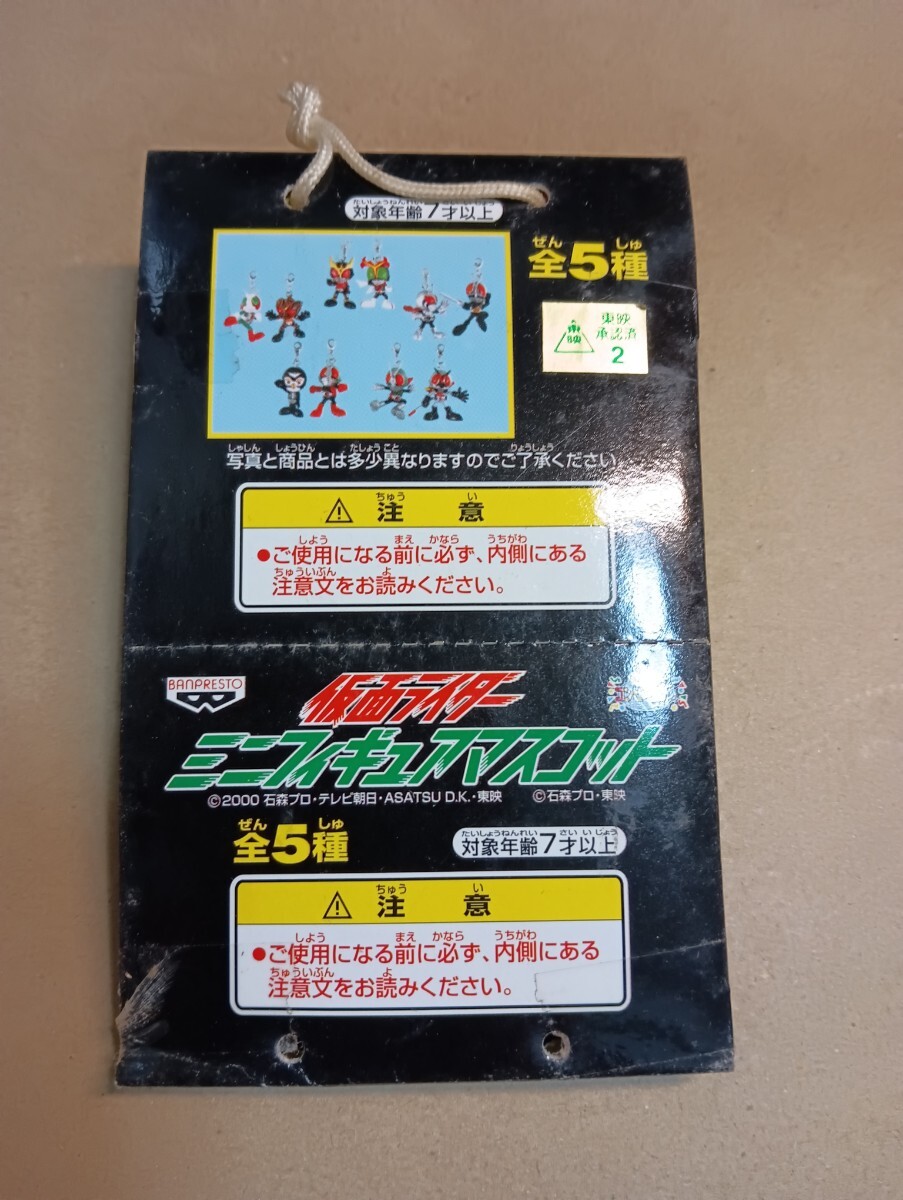 たいしょうねんれい
対象年齢7才以上
ぜん しゅ
全5種
東映
東映
承認済
2
しゃしん しょうひん たしょう こと りょうしょう
写真と商品とは多少異なりますのでご了承ください
ちゅう い
⚠ 注 意
しよう まえ かなら うちがわ
●ご使用になる前に必ず、内側にある
ちゅういぶん よ
注意文をお読みください。
BANPRESTO
仮面ライダー
ミニフィギュアマスコット
©2000 石森プロ・テレビ朝日・ASATSU D.K.・東映 ©石森プロ・東映
ぜん しゅ
全5種
たいしょうねんれい さい いじょう
対象年齢7才以上
ちゅう い
⚠ 注 意
しよう まえ かなら うちがわ
●ご使用になる前に必ず、内側にある
ちゅういぶん よ
注意文をお読みください。